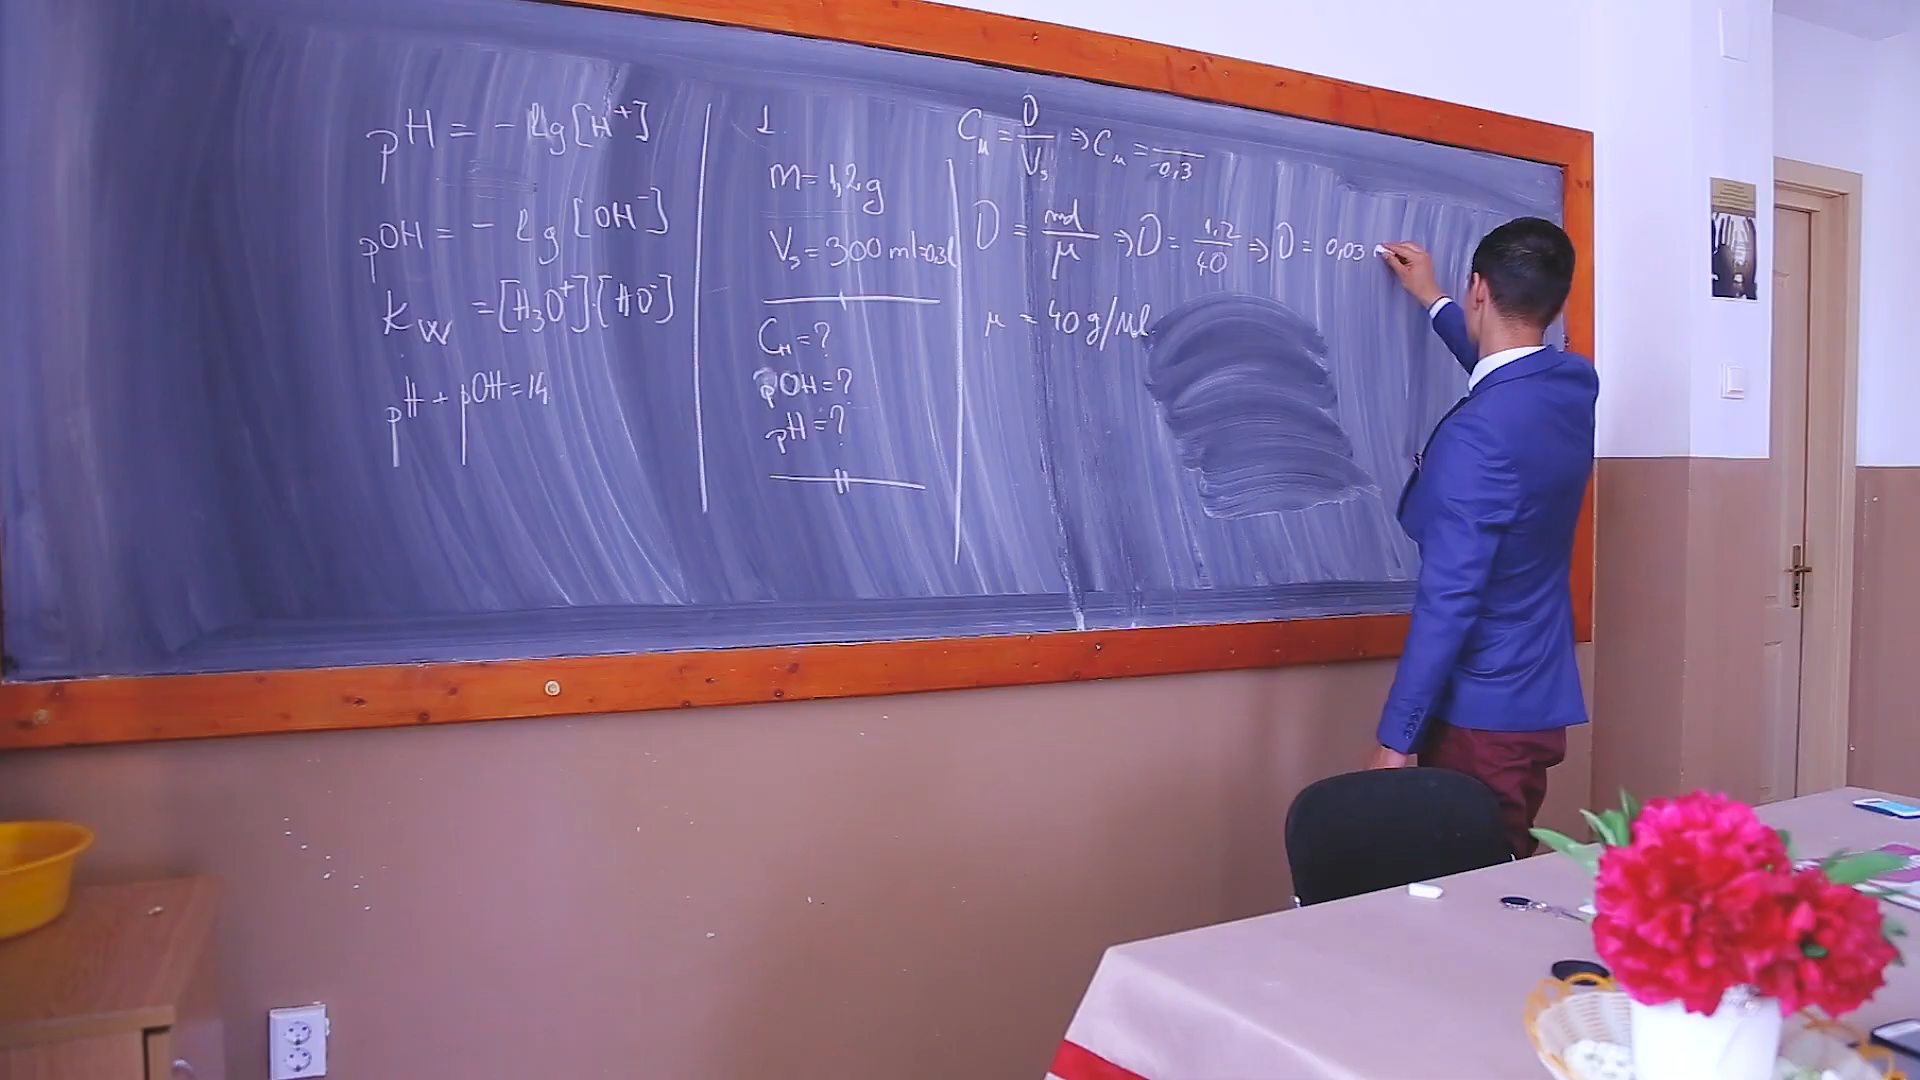 pH = - lg[H⁺]
pOH = - lg [OH⁻]
Kw = [H₃O⁺]·[HO⁻]
pH + pOH = 14
1.
m = 1,2g
Vs = 300 ml = 0,3l
CM = ?
pOH = ?
pH = ?
CM = D/Vs ⇒ CM = /0,3
D = md/μ ⇒ D = 1,2/40 ⇒ D = 0,03
μ = 40 g/mol